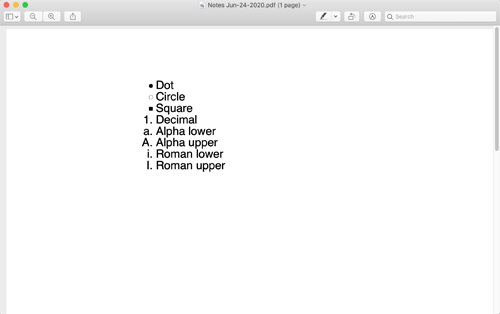 Notes Jun-24-2020.pdf (1 page)
Search
● Dot
○ Circle
■ Square
1. Decimal
a. Alpha lower
A. Alpha upper
i. Roman lower
I. Roman upper